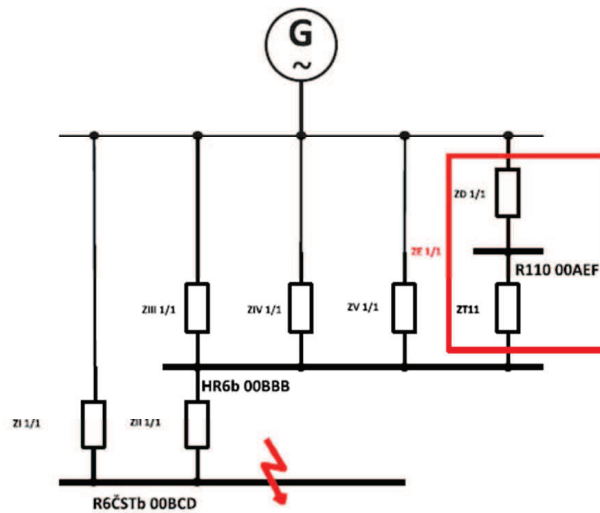 G
~
ZD 1/1
ZE 1/1
R110 00AEF
ZIII 1/1
ZIV 1/1
ZV 1/1
ZT11
HR6b 00BBB
ZI 1/1
ZII 1/1
R6ČSTb 00BCD